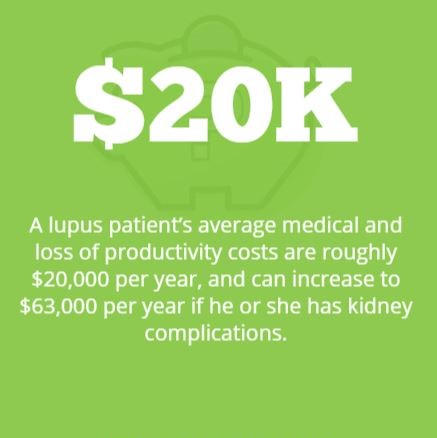 $20K
A lupus patient's average medical and
loss of productivity costs are roughly
$20,000 per year, and can increase to
$63,000 per year if he or she has kidney
complications.